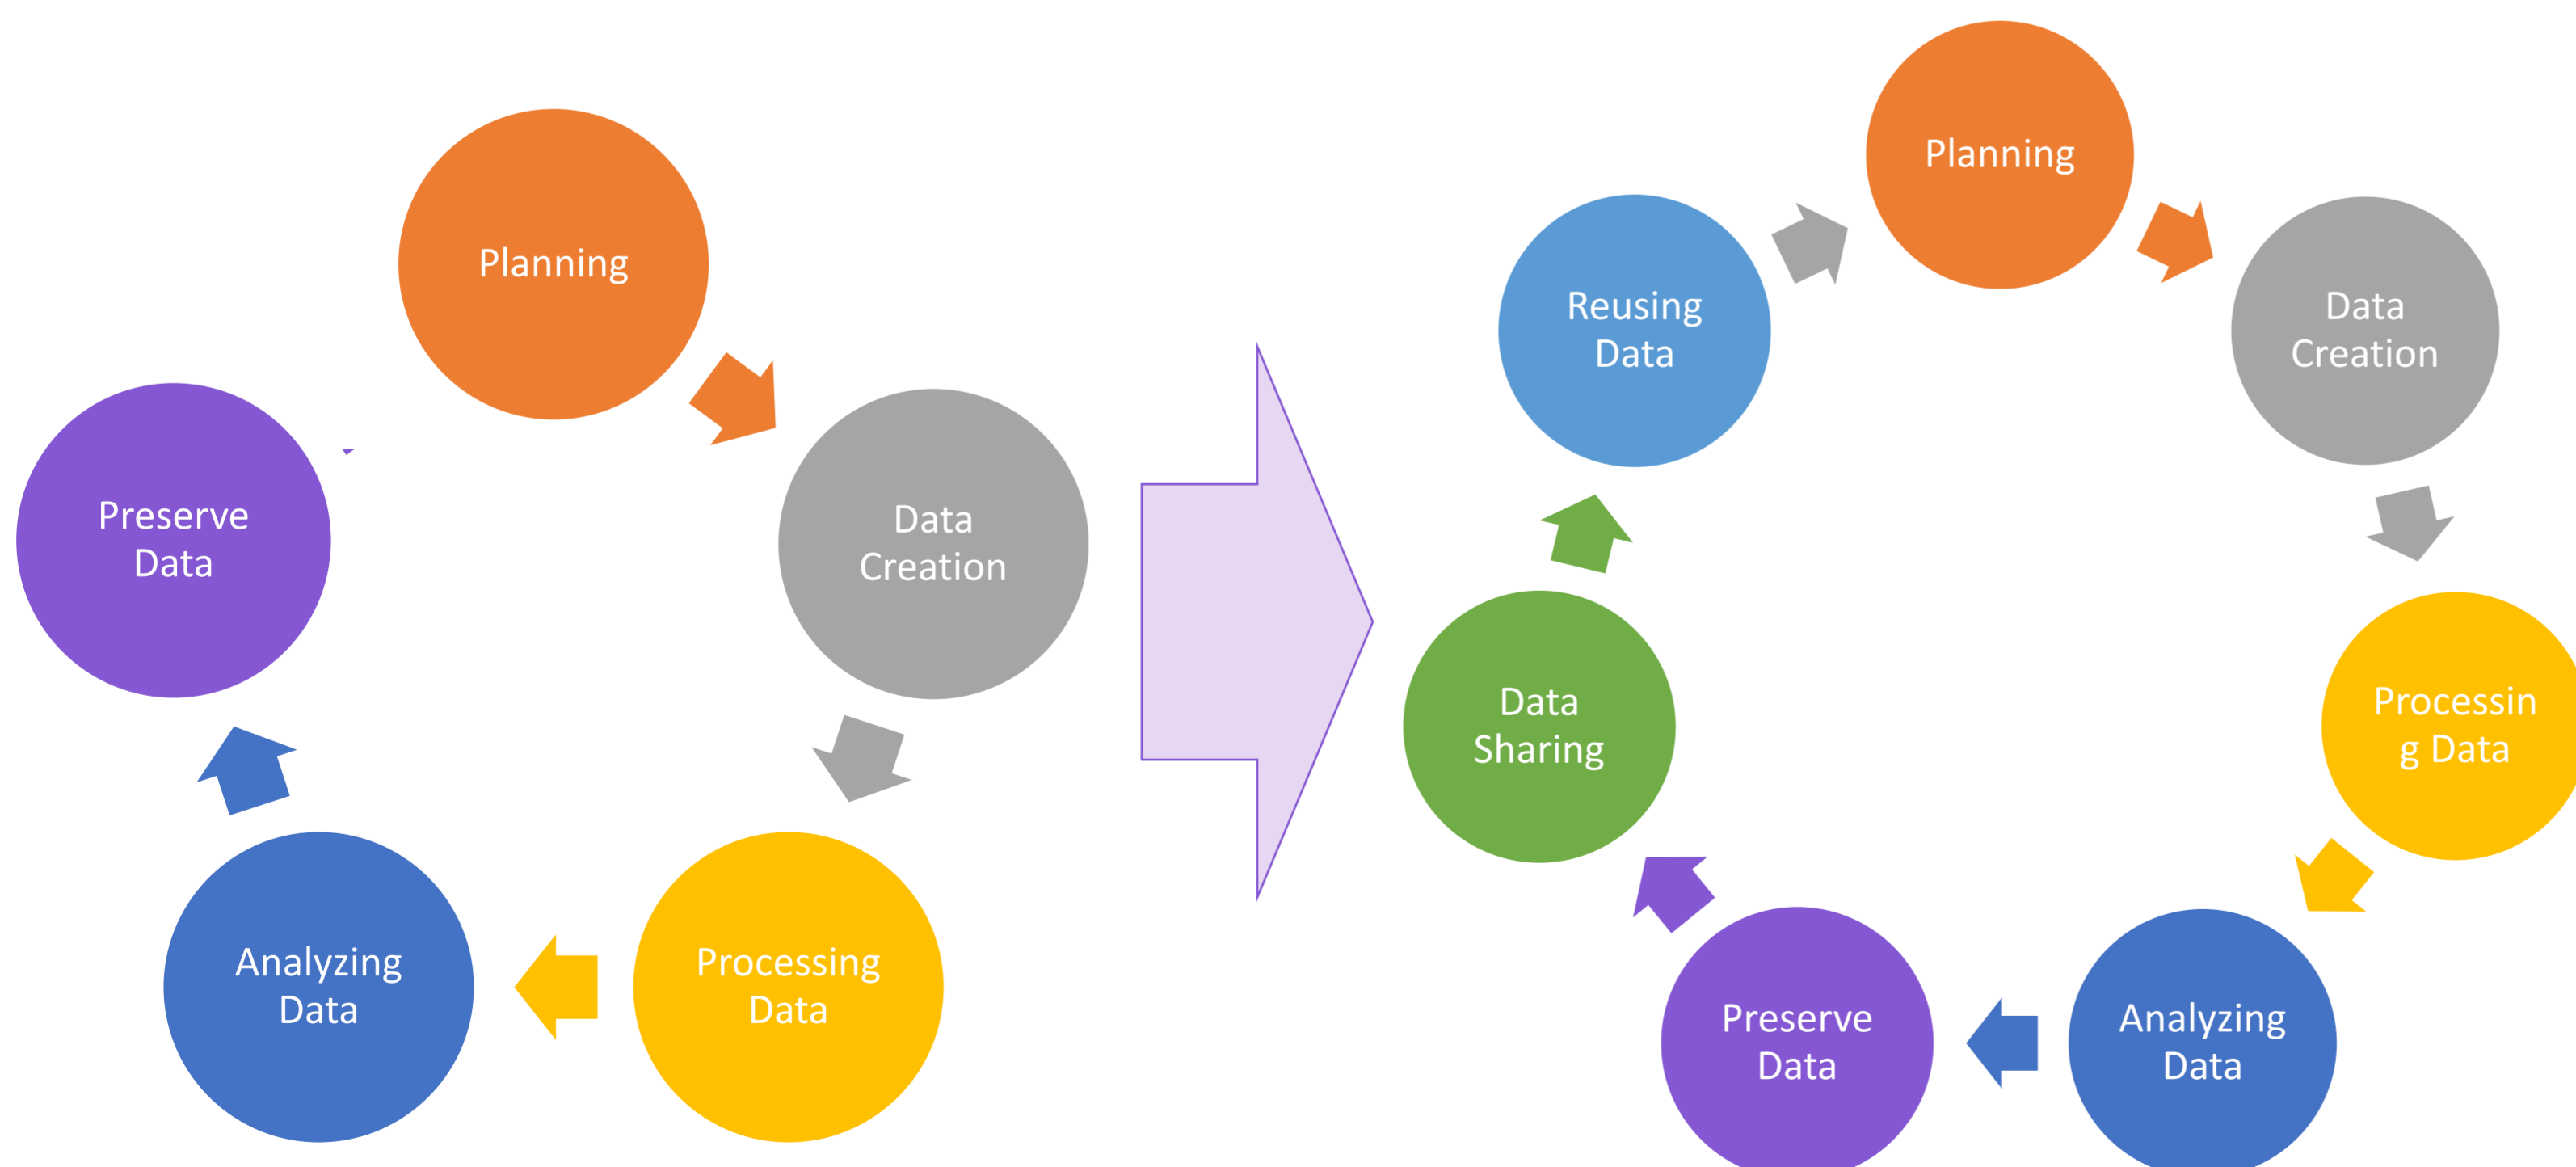 Planning
Data
Creation
Processing
Data
Analyzing
Data
Preserve
Data
Planning
Data
Creation
Processin
g Data
Analyzing
Data
Preserve
Data
Data
Sharing
Reusing
Data